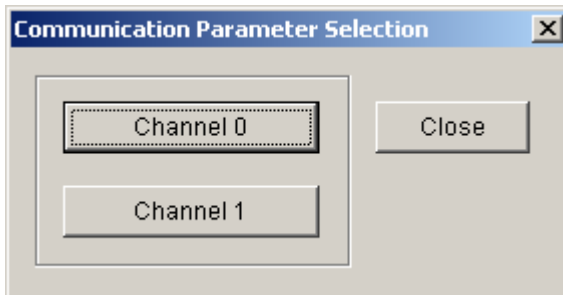 Communication Parameter Selection
Channel 0
Close
Channel 1